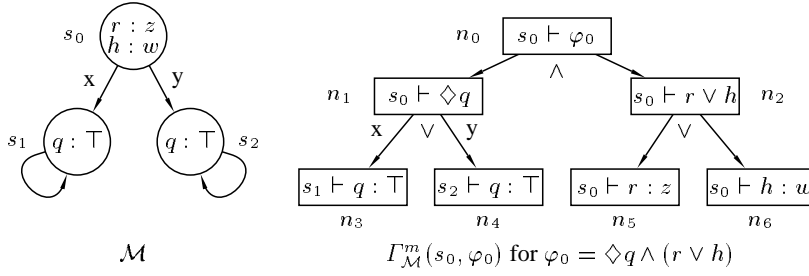 s₀
r : z
h : w
x
y
s₁
q : ⊤
q : ⊤
s₂
ℳ
n₀
s₀ ⊢ φ₀
∧
n₁
s₀ ⊢ ◇q
s₀ ⊢ r ∨ h
n₂
x
∨
y
∨
s₁ ⊢ q : ⊤
s₂ ⊢ q : ⊤
s₀ ⊢ r : z
s₀ ⊢ h : w
n₃
n₄
n₅
n₆
Γᵐ_ℳ(s₀, φ₀) for φ₀ = ◇q ∧ (r ∨ h)